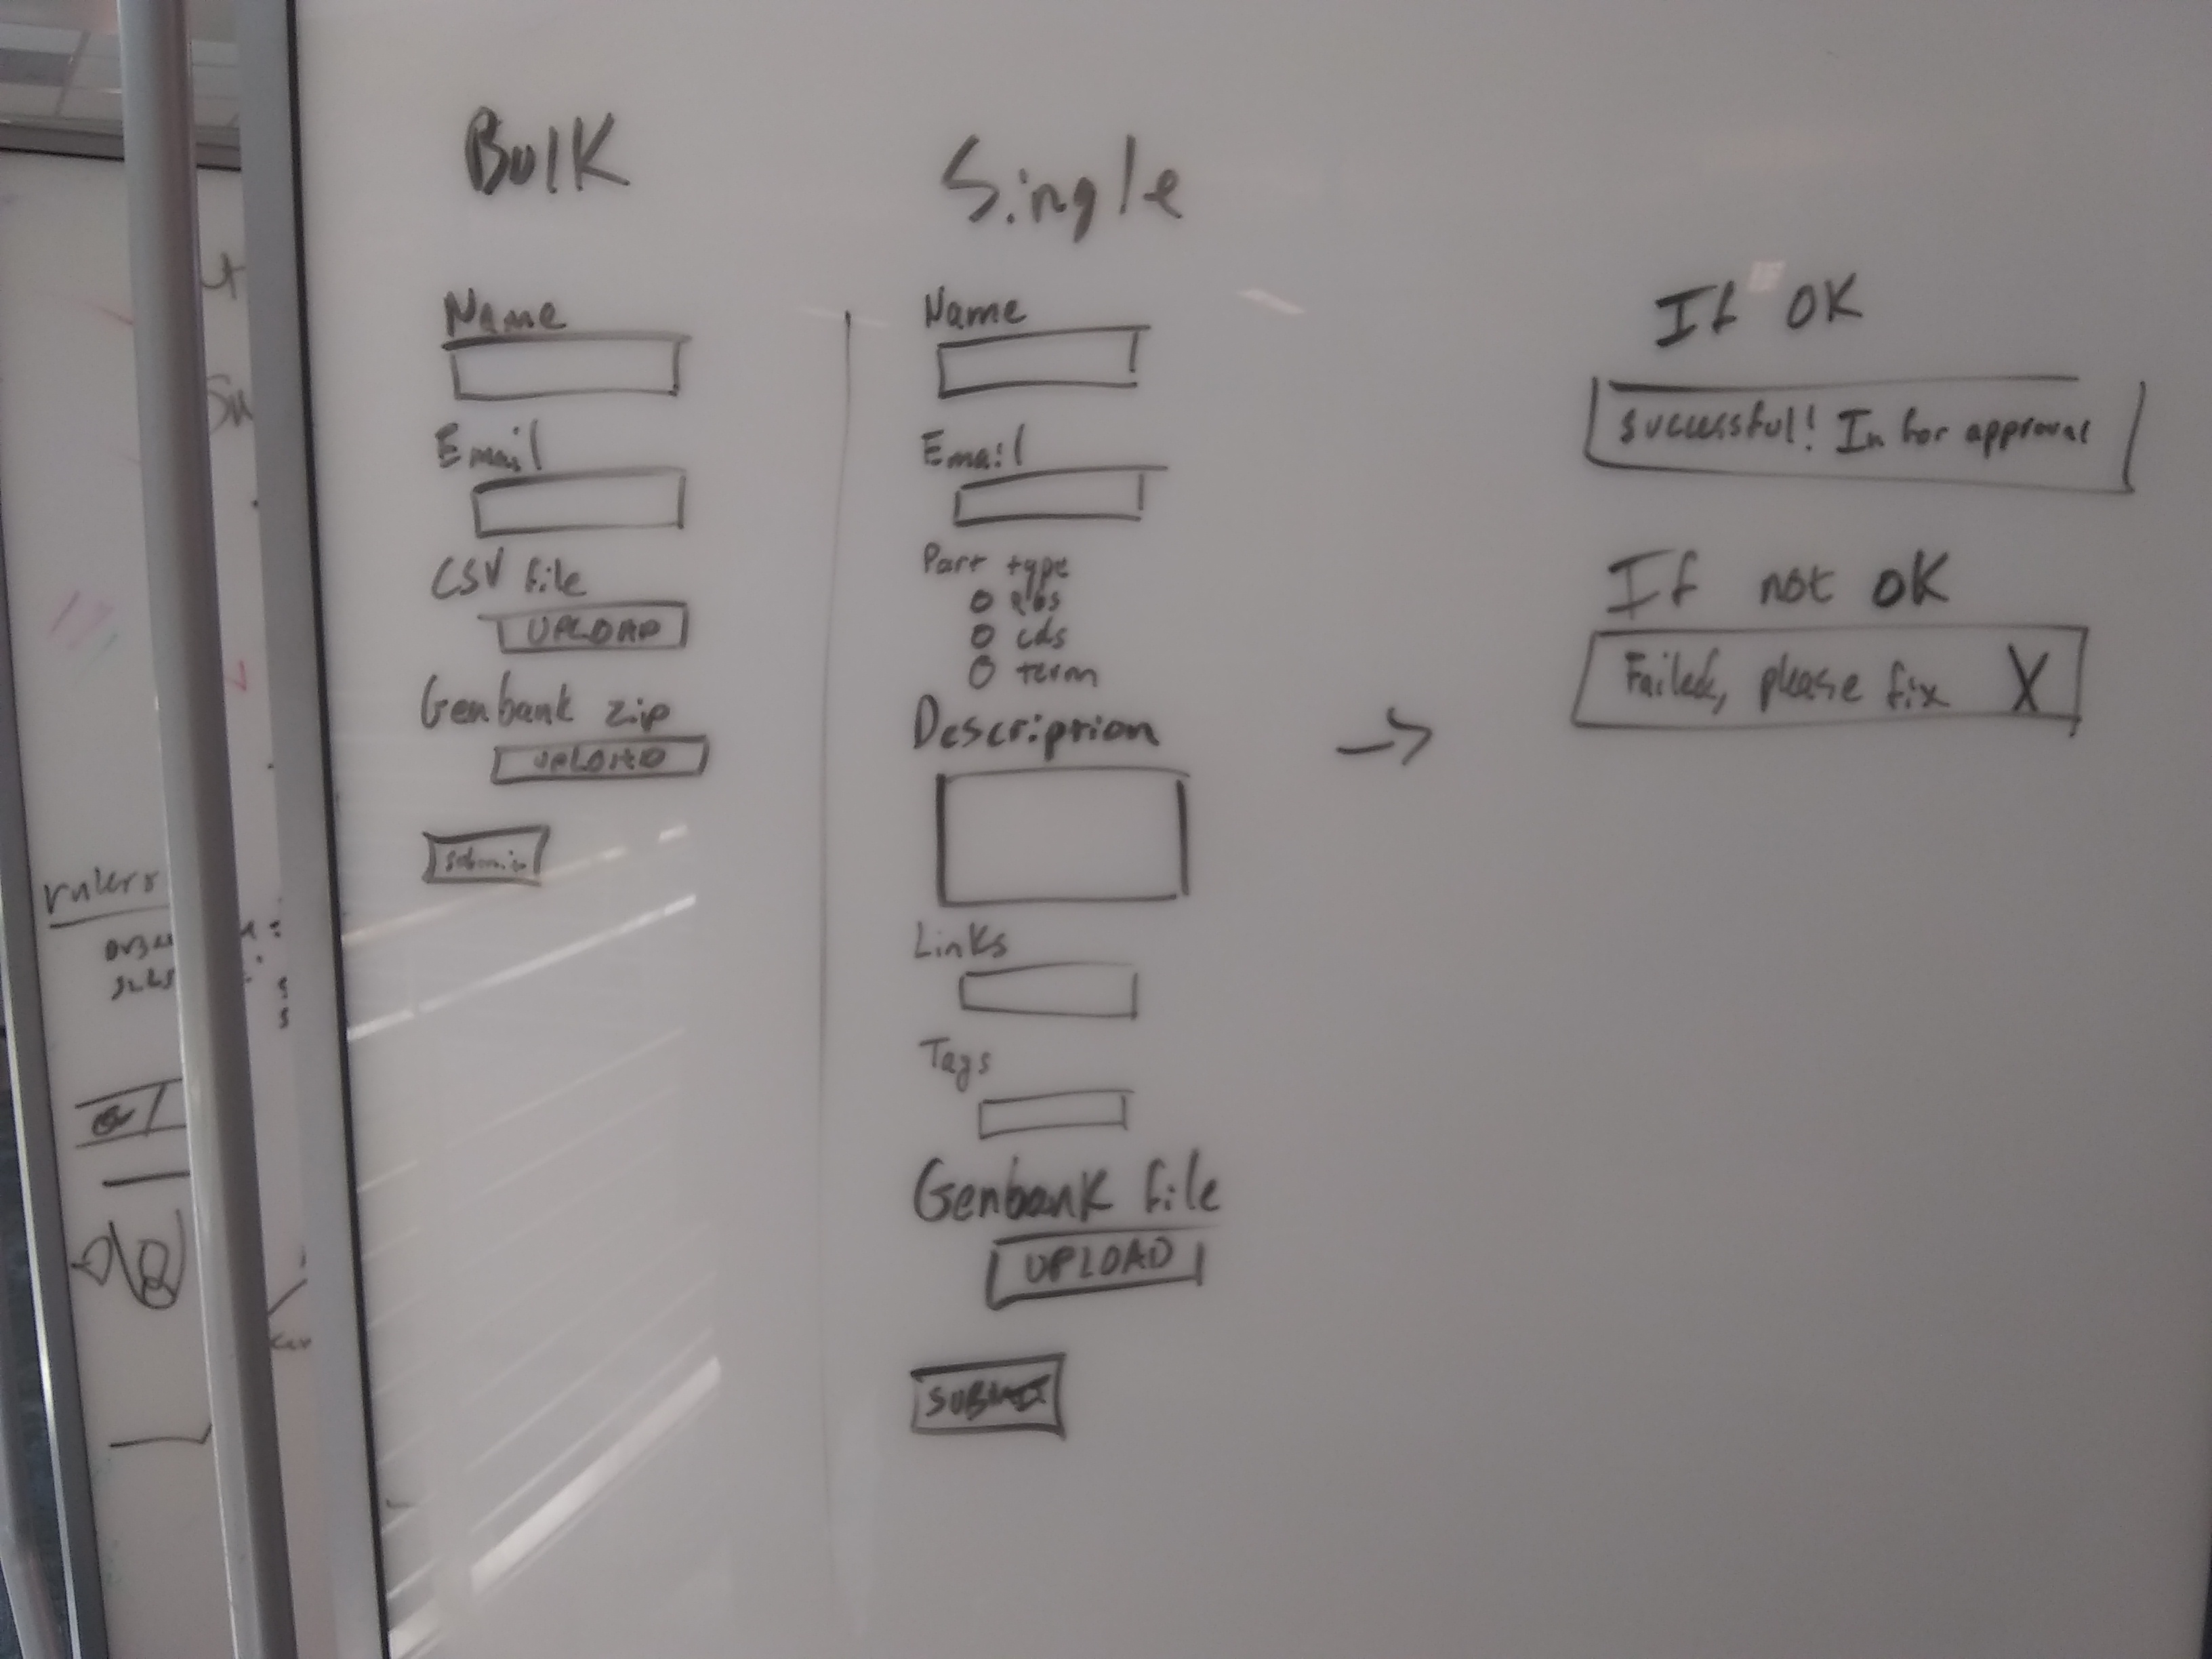 Bulk
Name
Email
CSV file
UPLOAD
Genbank zip
UPLOAD
submit
Single
Name
Email
Part type
rbs
cds
term
Description
Links
Tags
Genbank file
UPLOAD
SUBMIT
If OK
successful! In for approval
If not OK
Failed, please fix X
rulers